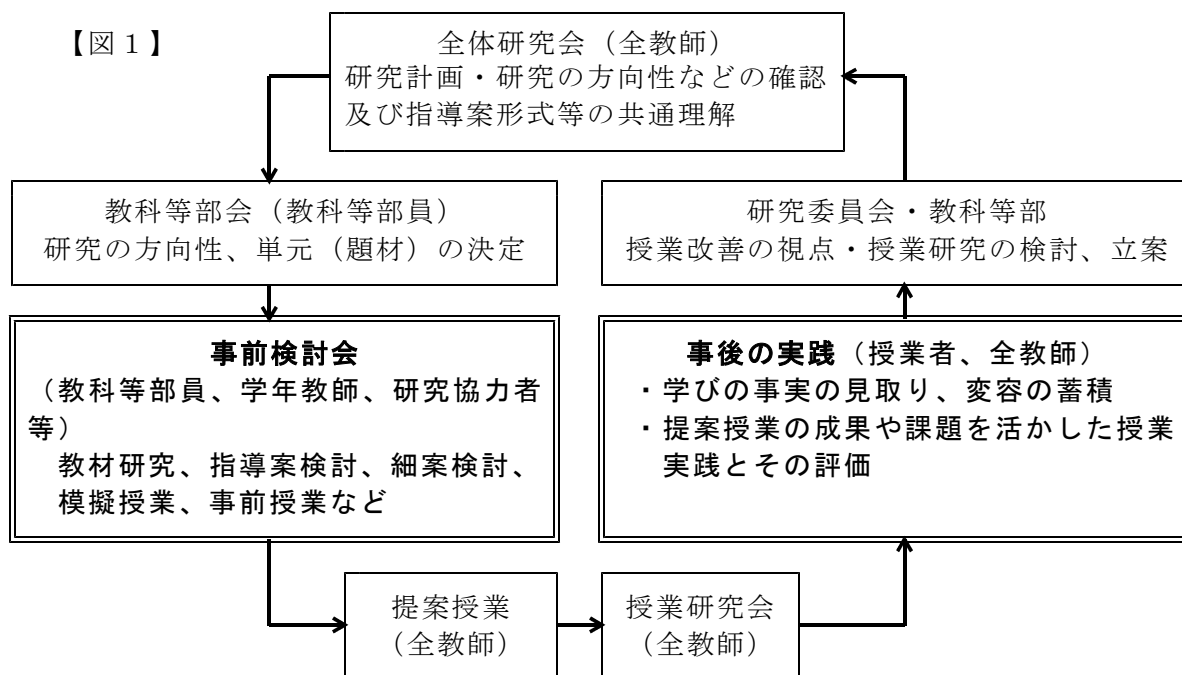 【図１】
全体研究会（全教師）
研究計画・研究の方向性などの確認
及び指導案形式等の共通理解
教科等部会（教科等部員）
研究の方向性、単元（題材）の決定
事前検討会
（教科等部員、学年教師、研究協力者
等）
教材研究、指導案検討、細案検討、
模擬授業、事前授業など
提案授業
（全教師）
授業研究会
（全教師）
事後の実践（授業者、全教師）
・学びの事実の見取り、変容の蓄積
・提案授業の成果や課題を活かした授業
実践とその評価
研究委員会・教科等部
授業改善の視点・授業研究の検討、立案